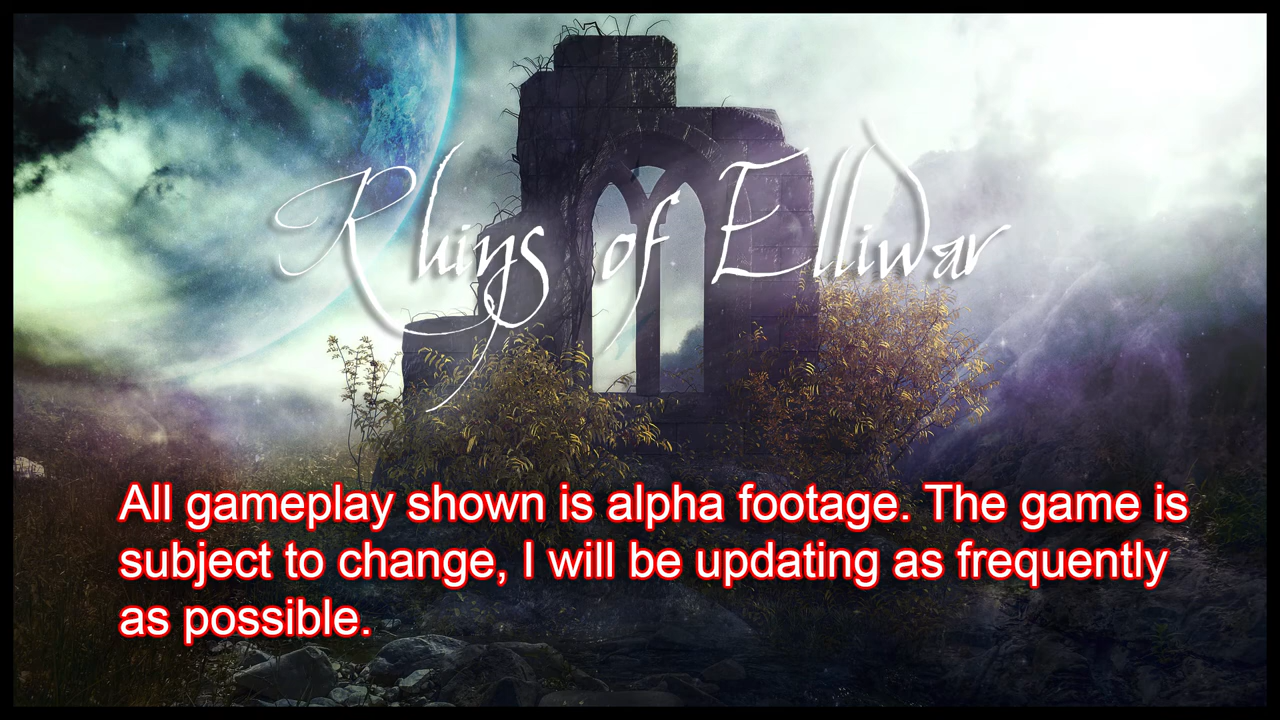 Rhins of Elliwar
All gameplay shown is alpha footage. The game is
subject to change, I will be updating as frequently
as possible.